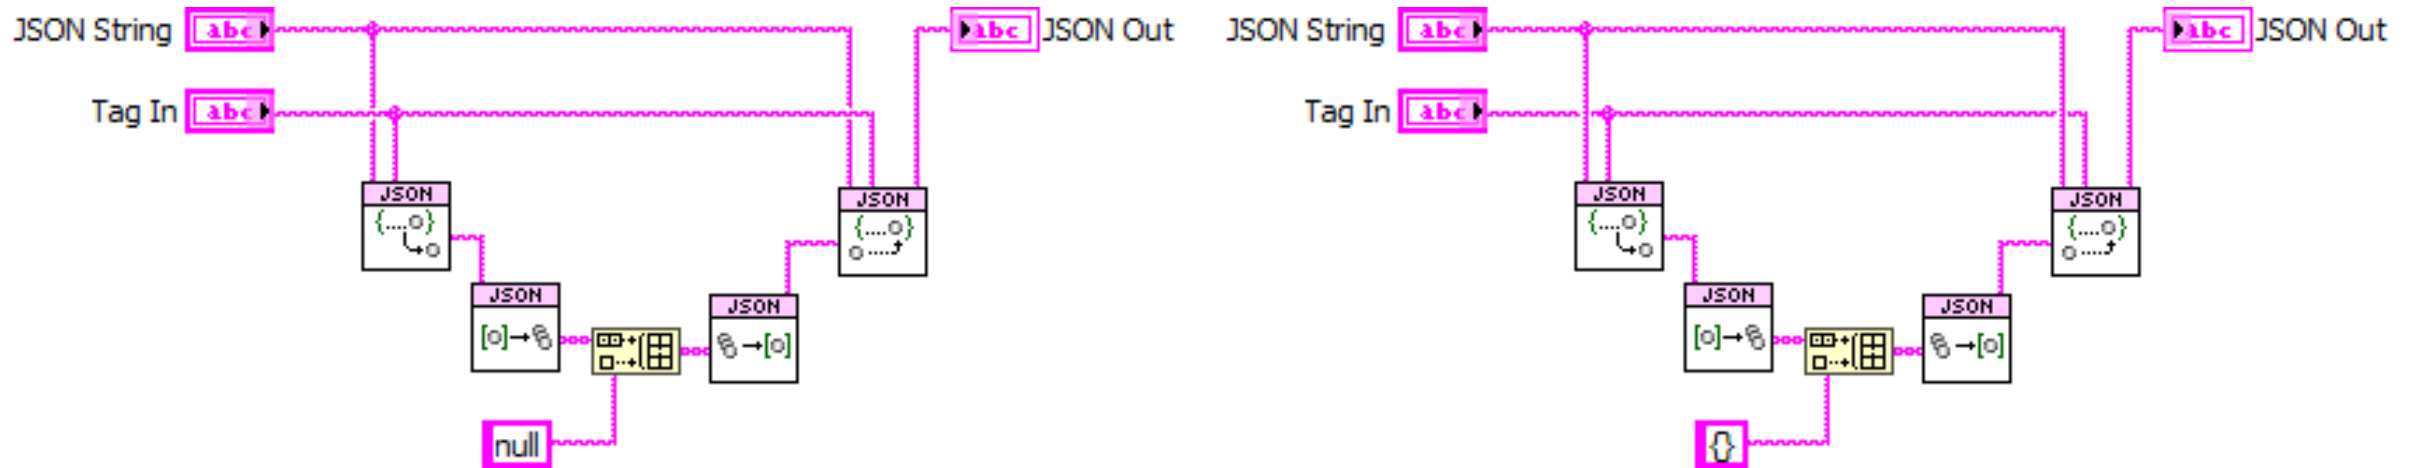 JSON String abc abc JSON Out JSON String abc abc JSON Out
Tag In abc Tag In abc
JSON JSON JSON JSON
{....o} {....o} {....o} {....o}
JSON JSON JSON JSON
[o] [o] [o] [o]
null {}